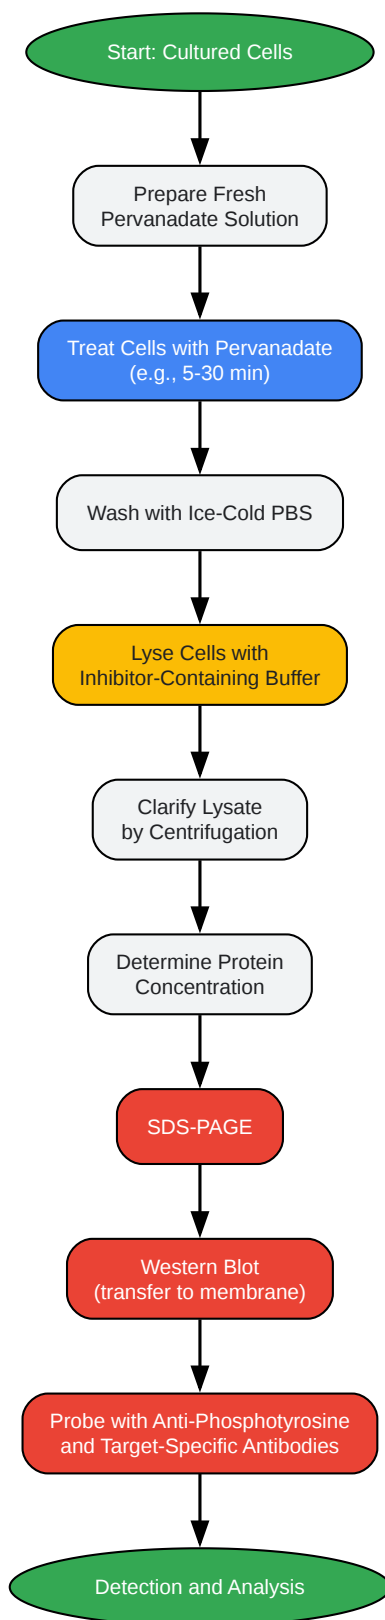 Start: Cultured Cells
Prepare Fresh
Pervanadate Solution
Treat Cells with Pervanadate
(e.g., 5-30 min)
Wash with Ice-Cold PBS
Lyse Cells with
Inhibitor-Containing Buffer
Clarify Lysate
by Centrifugation
Determine Protein
Concentration
SDS-PAGE
Western Blot
(transfer to membrane)
Probe with Anti-Phosphotyrosine
and Target-Specific Antibodies
Detection and Analysis